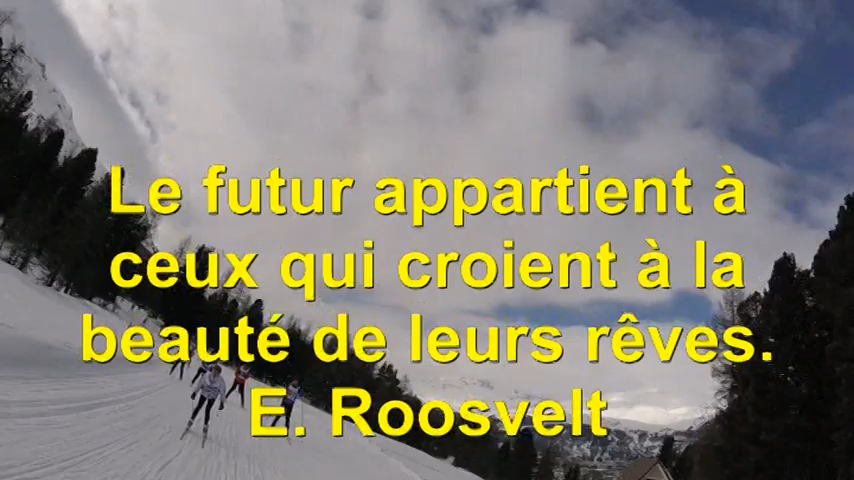 Le futur appartient à
ceux qui croient à la
beauté de leurs rêves.
E. Roosvelt